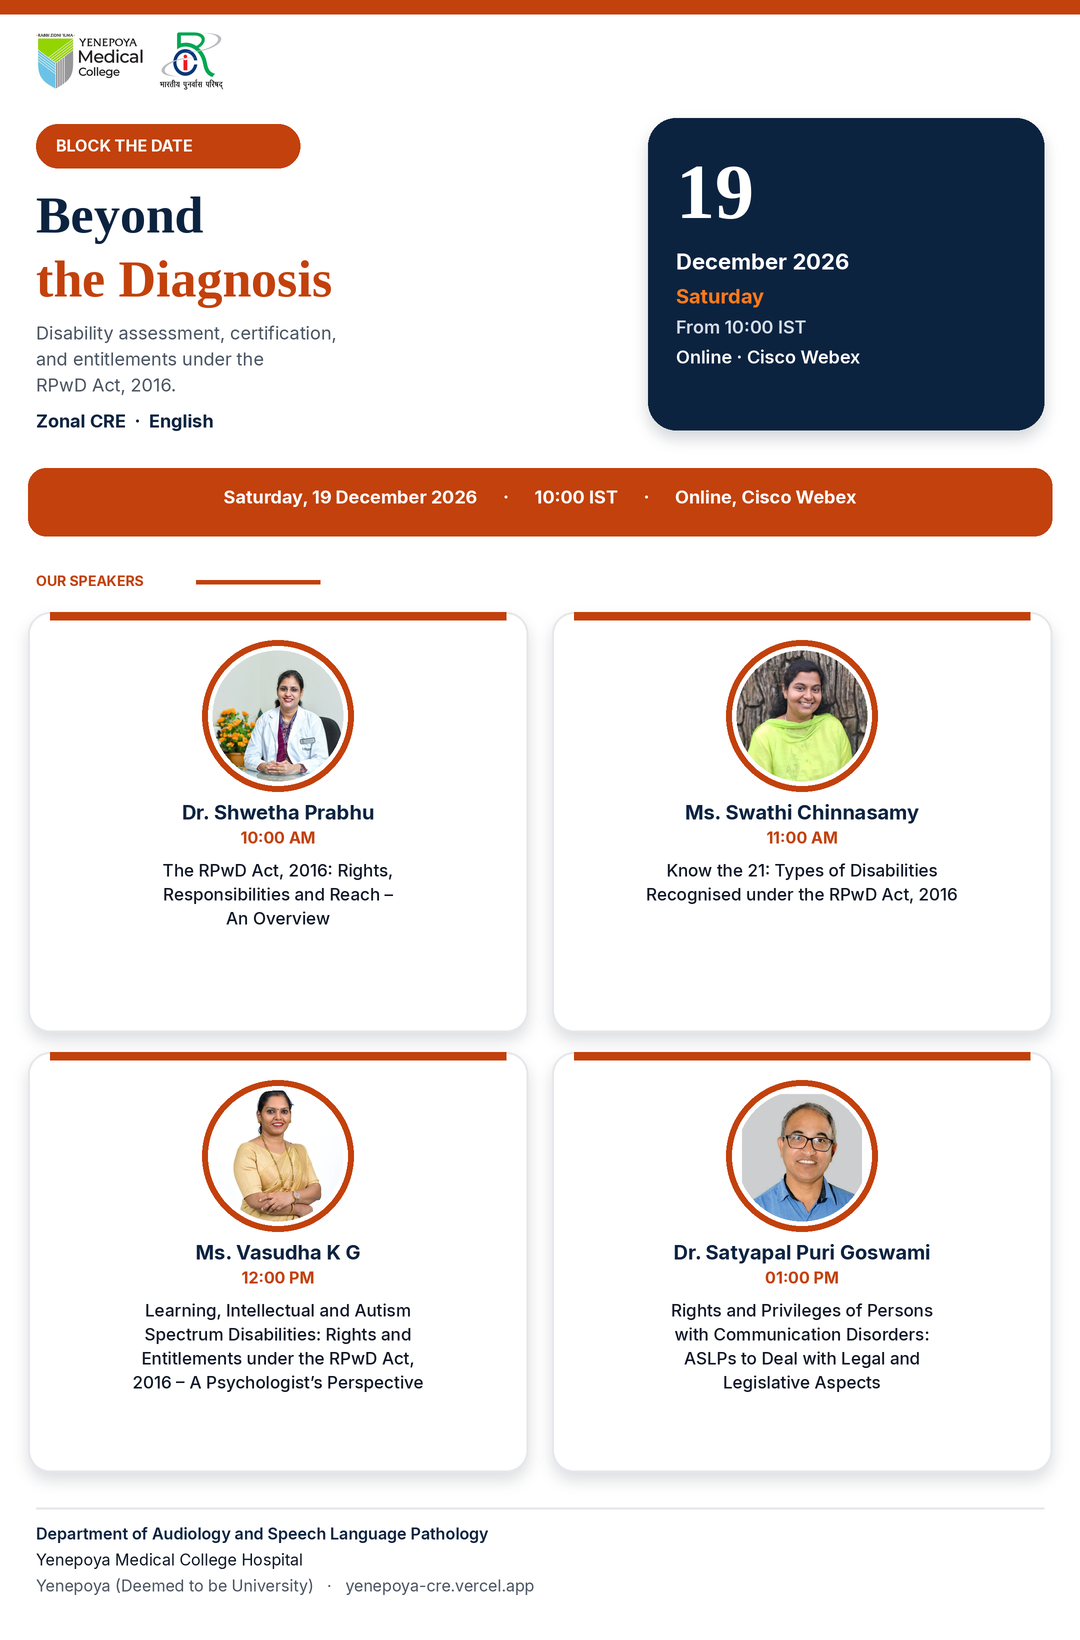 RABBI ZIDNI 'ILMA
YENEPOYA
Medical
College
भारतीय पुनर्वास परिषद्
BLOCK THE DATE
Beyond
the Diagnosis
Disability assessment, certification,
and entitlements under the
RPwD Act, 2016.
Zonal CRE · English
19
December 2026
Saturday
From 10:00 IST
Online · Cisco Webex
Saturday, 19 December 2026 · 10:00 IST · Online, Cisco Webex
OUR SPEAKERS
Dr. Shwetha Prabhu
10:00 AM
The RPwD Act, 2016: Rights,
Responsibilities and Reach –
An Overview
Ms. Swathi Chinnasamy
11:00 AM
Know the 21: Types of Disabilities
Recognised under the RPwD Act, 2016
Ms. Vasudha K G
12:00 PM
Learning, Intellectual and Autism
Spectrum Disabilities: Rights and
Entitlements under the RPwD Act,
2016 – A Psychologist’s Perspective
Dr. Satyapal Puri Goswami
01:00 PM
Rights and Privileges of Persons
with Communication Disorders:
ASLPs to Deal with Legal and
Legislative Aspects
Department of Audiology and Speech Language Pathology
Yenepoya Medical College Hospital
Yenepoya (Deemed to be University) · yenepoya-cre.vercel.app